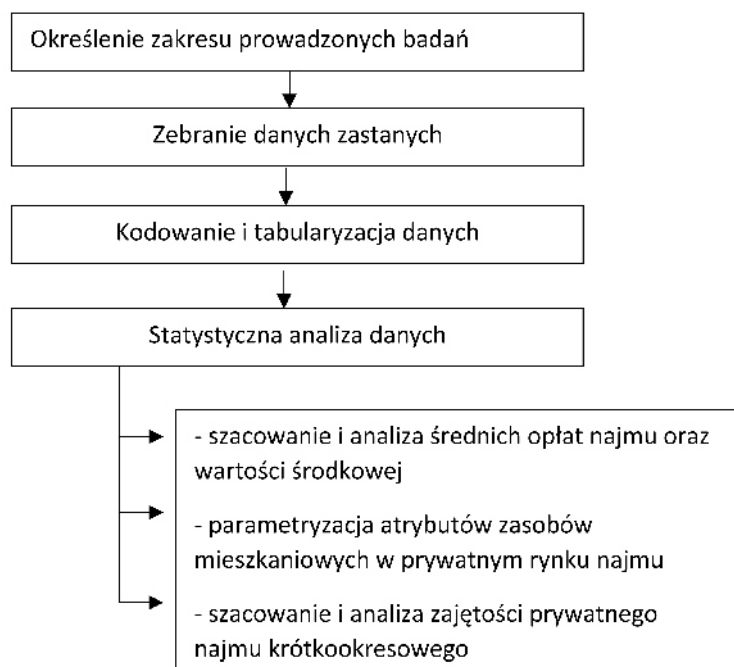 Określenie zakresu prowadzonych badań
Zebranie danych zastanych
Kodowanie i tabularyzacja danych
Statystyczna analiza danych
- szacowanie i analiza średnich opłat najmu oraz
wartości środkowej
- parametryzacja atrybutów zasobów
mieszkaniowych w prywatnym rynku najmu
- szacowanie i analiza zajętości prywatnego
najmu krótkookresowego